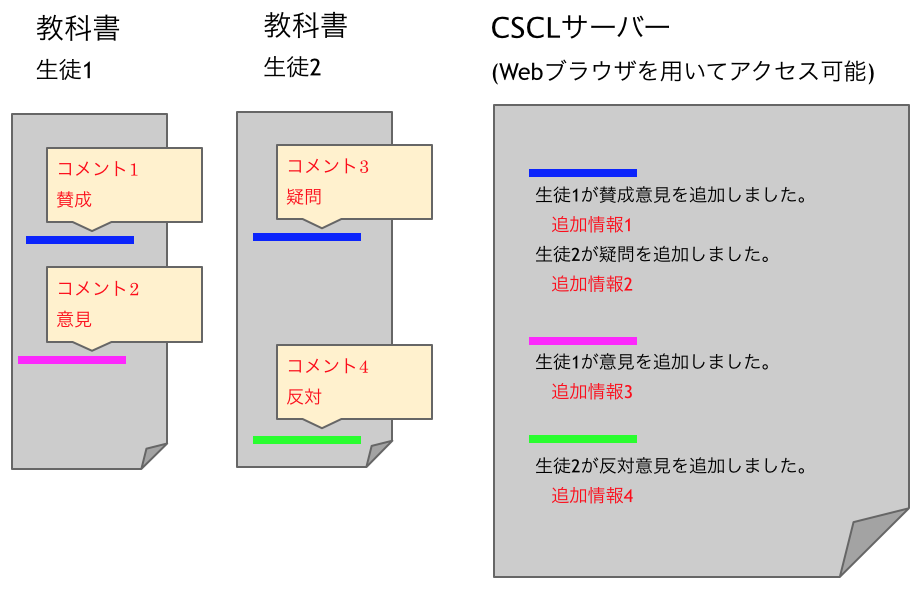 教科書
生徒1
コメント1
賛成
コメント2
意見
教科書
生徒2
コメント3
疑問
コメント4
反対
CSCLサーバー
(Webブラウザを用いてアクセス可能)
生徒1が賛成意見を追加しました。
追加情報1
生徒2が疑問を追加しました。
追加情報2
生徒1が意見を追加しました。
追加情報3
生徒2が反対意見を追加しました。
追加情報4